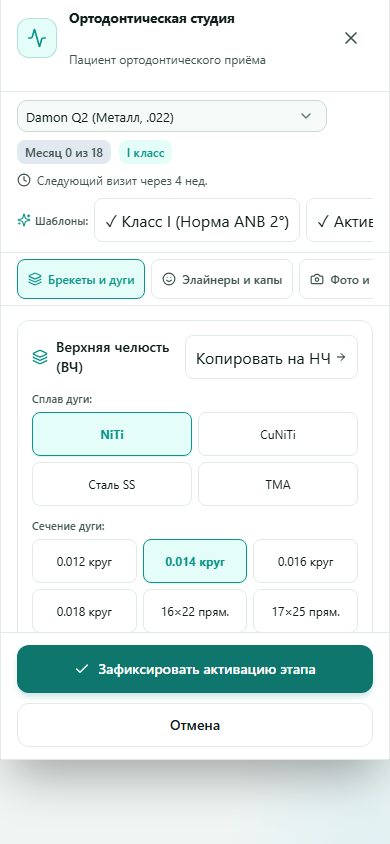 Ортодонтическая студия
Пациент ортодонтического приёма
Damon Q2 (Металл, .022)
Месяц 0 из 18
I класс
Следующий визит через 4 нед.
Шаблоны:
✓ Класс I (Норма ANB 2°)
✓ Актив
Брекеты и дуги
Элайнеры и капы
Фото и
Верхняя челюсть
(ВЧ)
Копировать на НЧ →
Сплав дуги:
NiTi
CuNiTi
Сталь SS
TMA
Сечение дуги:
0.012 круг
0.014 круг
0.016 круг
0.018 круг
16×22 прям.
17×25 прям.
Зафиксировать активацию этапа
Отмена